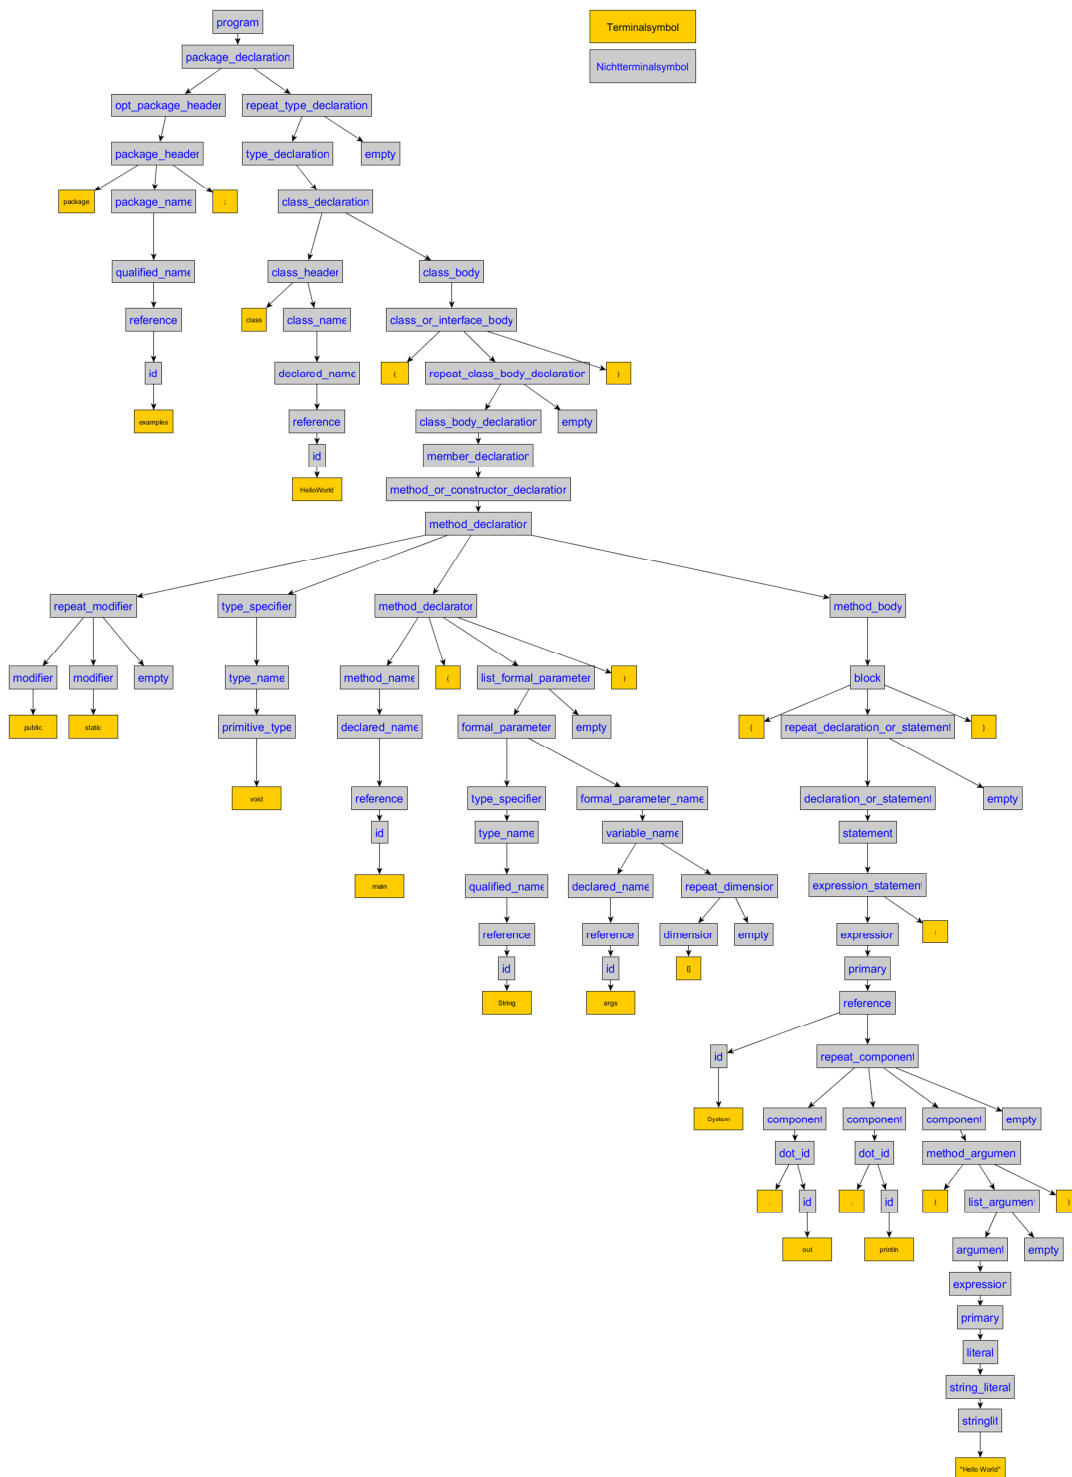 program
Terminalsymbol
package_declaration
Nichtterminalsymbol
opt_package_header
repeat_type_declaration
package_header
type_declaration
empty
package
package_name
;
class_declaration
qualified_name
class_header
class_body
reference
class
class_name
class_or_interface_body
id
declared_name
{
repeat_class_body_declaration
}
examples
reference
class_body_declaration
empty
id
member_declaration
HelloWorld
method_or_constructor_declaration
method_declaration
repeat_modifier
type_specifier
method_declarator
method_body
modifier
modifier
empty
type_name
method_name
(
list_formal_parameter
)
block
public
static
primitive_type
declared_name
formal_parameter
empty
{
repeat_declaration_or_statement
}
void
reference
type_specifier
formal_parameter_name
declaration_or_statement
empty
id
type_name
variable_name
statement
main
qualified_name
declared_name
repeat_dimension
expression_statement
reference
reference
dimension
empty
expression
;
id
id
[]
primary
String
args
reference
id
repeat_component
System
component
component
component
empty
dot_id
dot_id
method_argument
.
id
.
id
(
list_argument
)
out
println
argument
empty
expression
primary
literal
string_literal
stringlit
"Hello World"